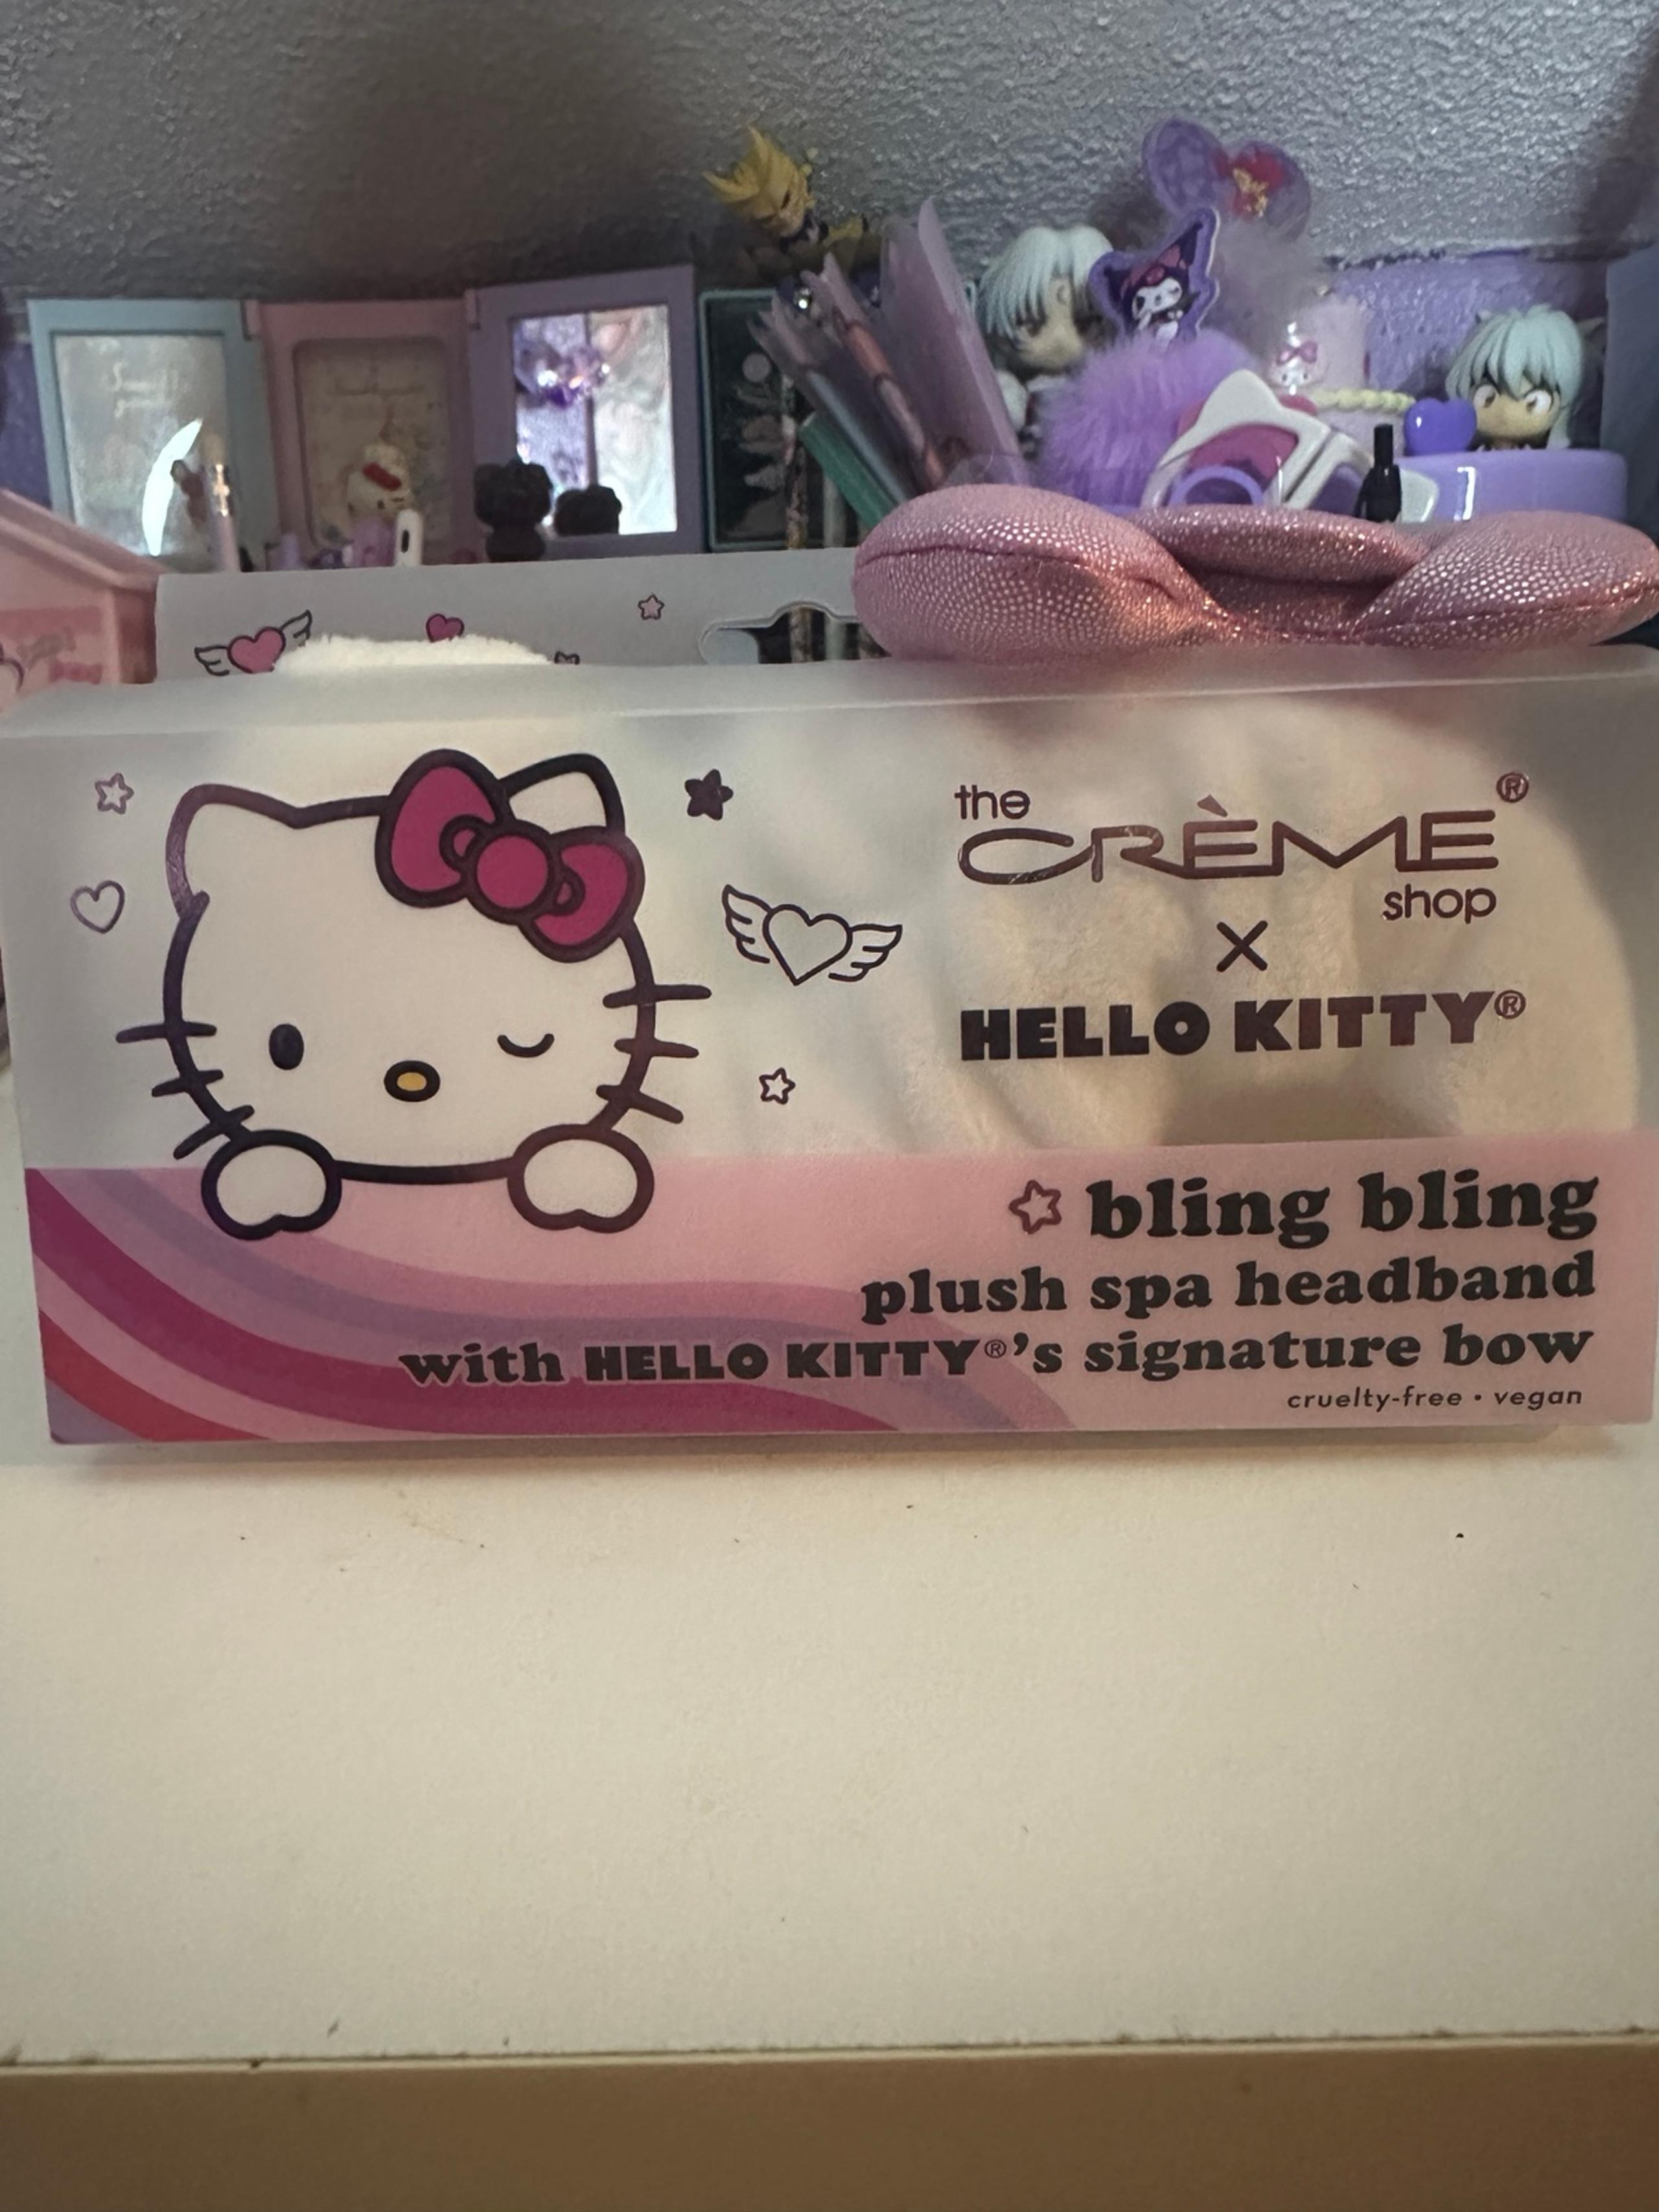 the
CRÈME®
shop
×
HELLO KITTY®
bling bling
plush spa headband
with HELLO KITTY®'s signature bow
cruelty-free • vegan